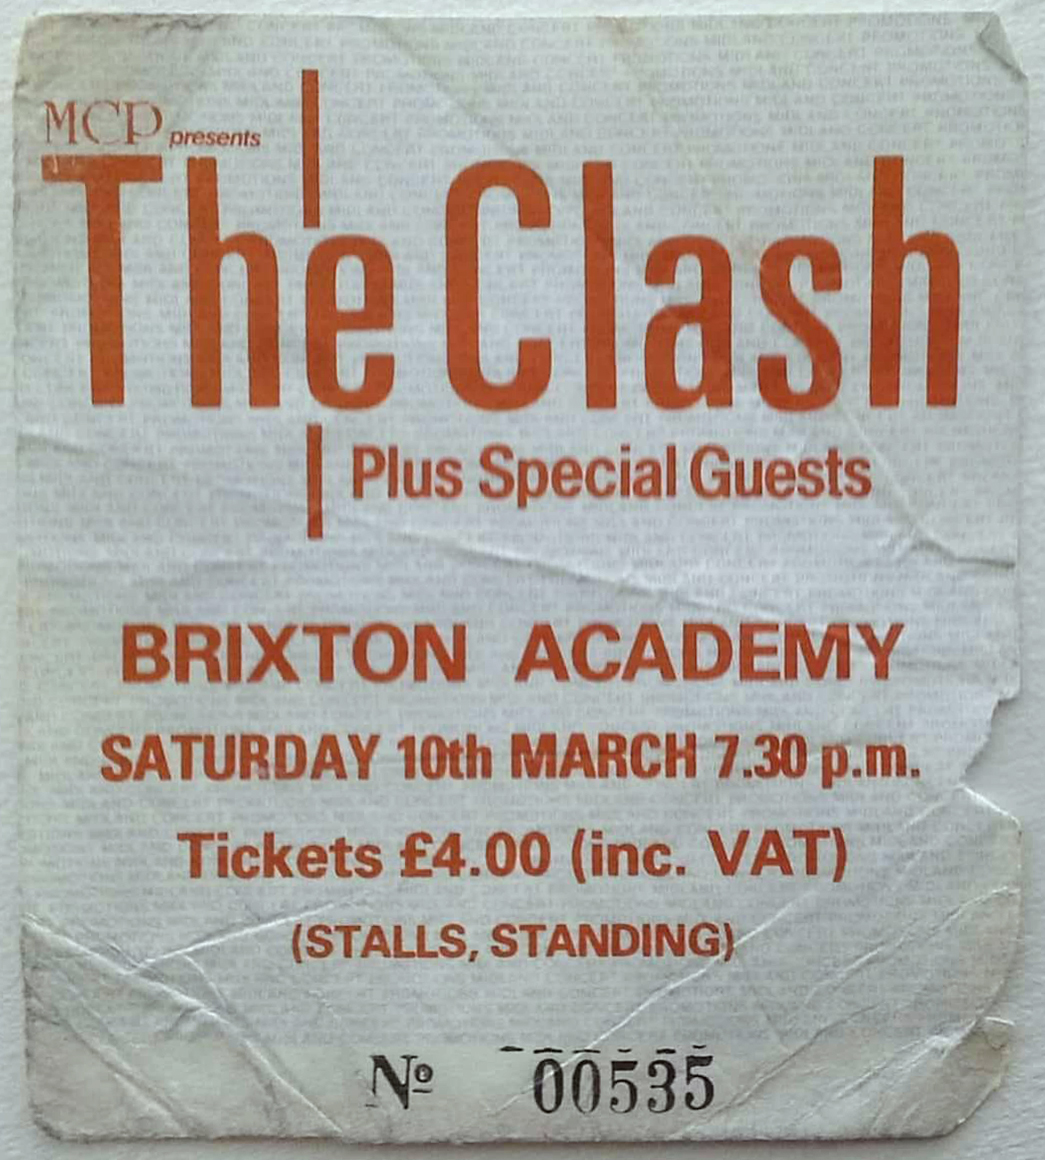 MCP presents
The Clash
Plus Special Guests
BRIXTON ACADEMY
SATURDAY 10th MARCH 7.30 p.m.
Tickets £4.00 (inc. VAT)
(STALLS, STANDING)
Nº 00535